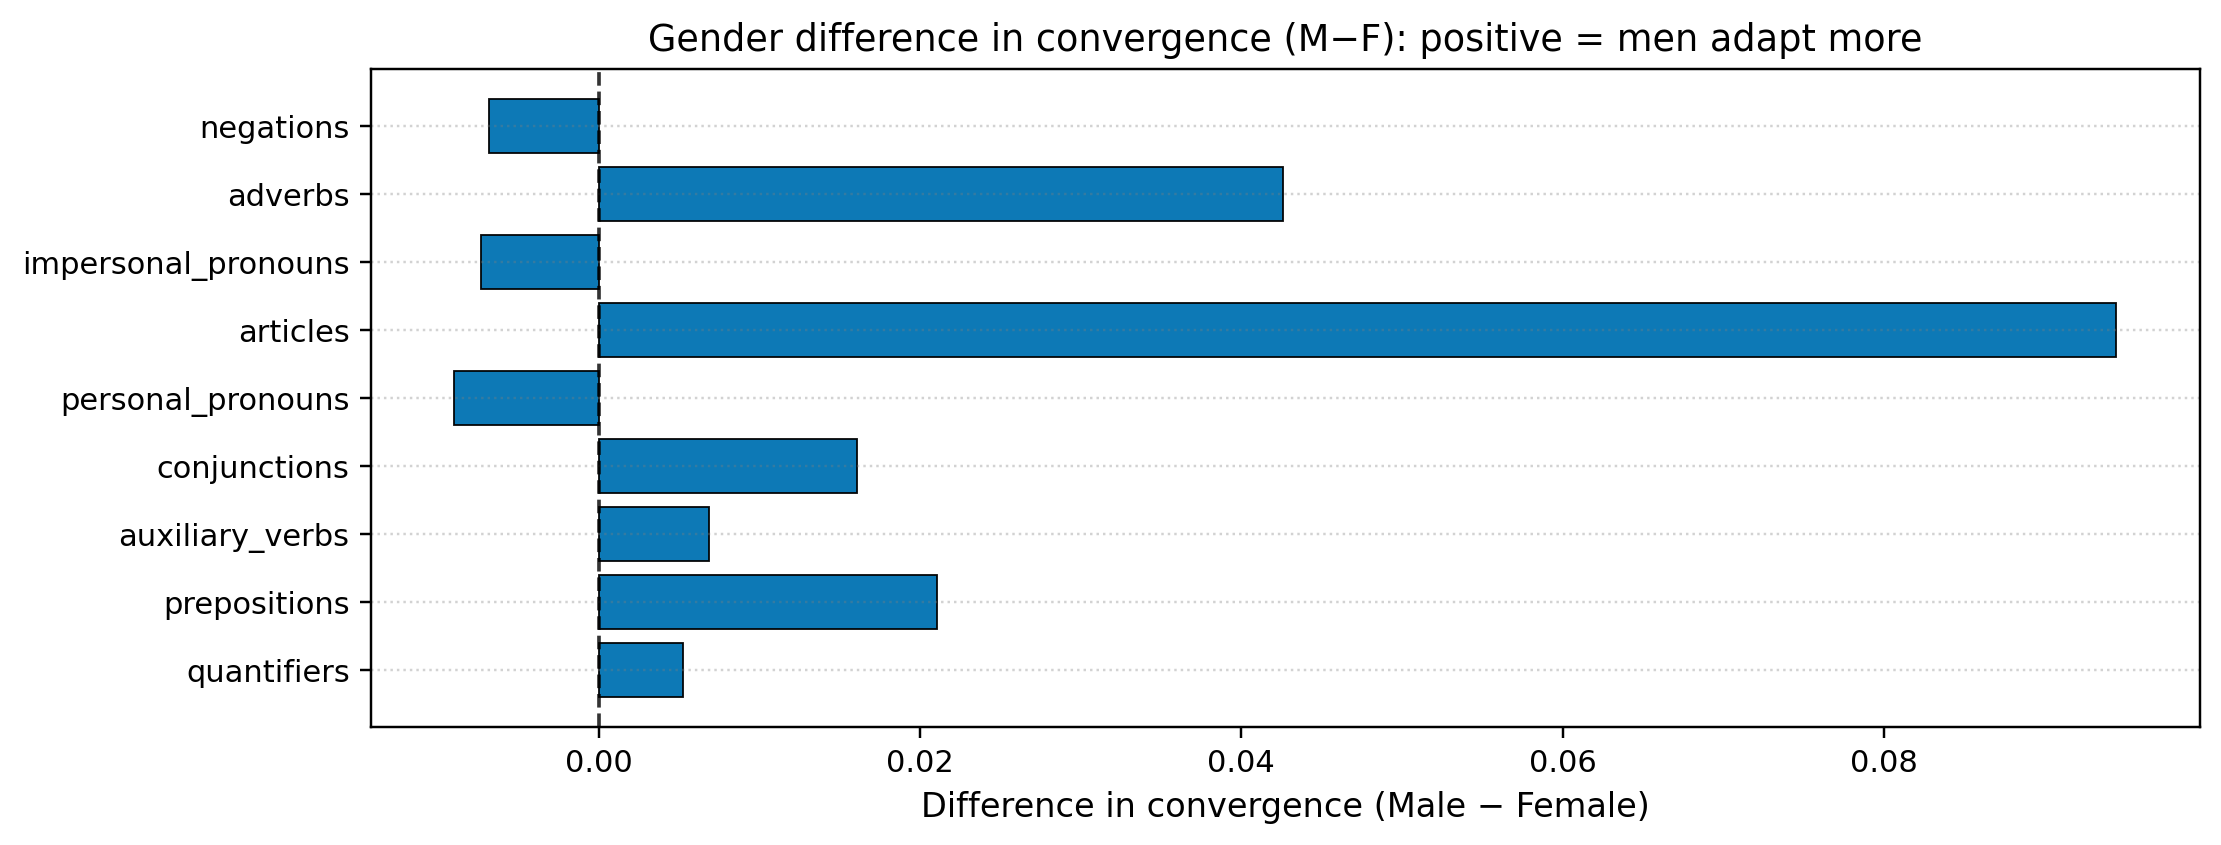 Gender difference in convergence (M−F): positive = men adapt more
negations
adverbs
impersonal_pronouns
articles
personal_pronouns
conjunctions
auxiliary_verbs
prepositions
quantifiers
0.00 0.02 0.04 0.06 0.08
Difference in convergence (Male − Female)